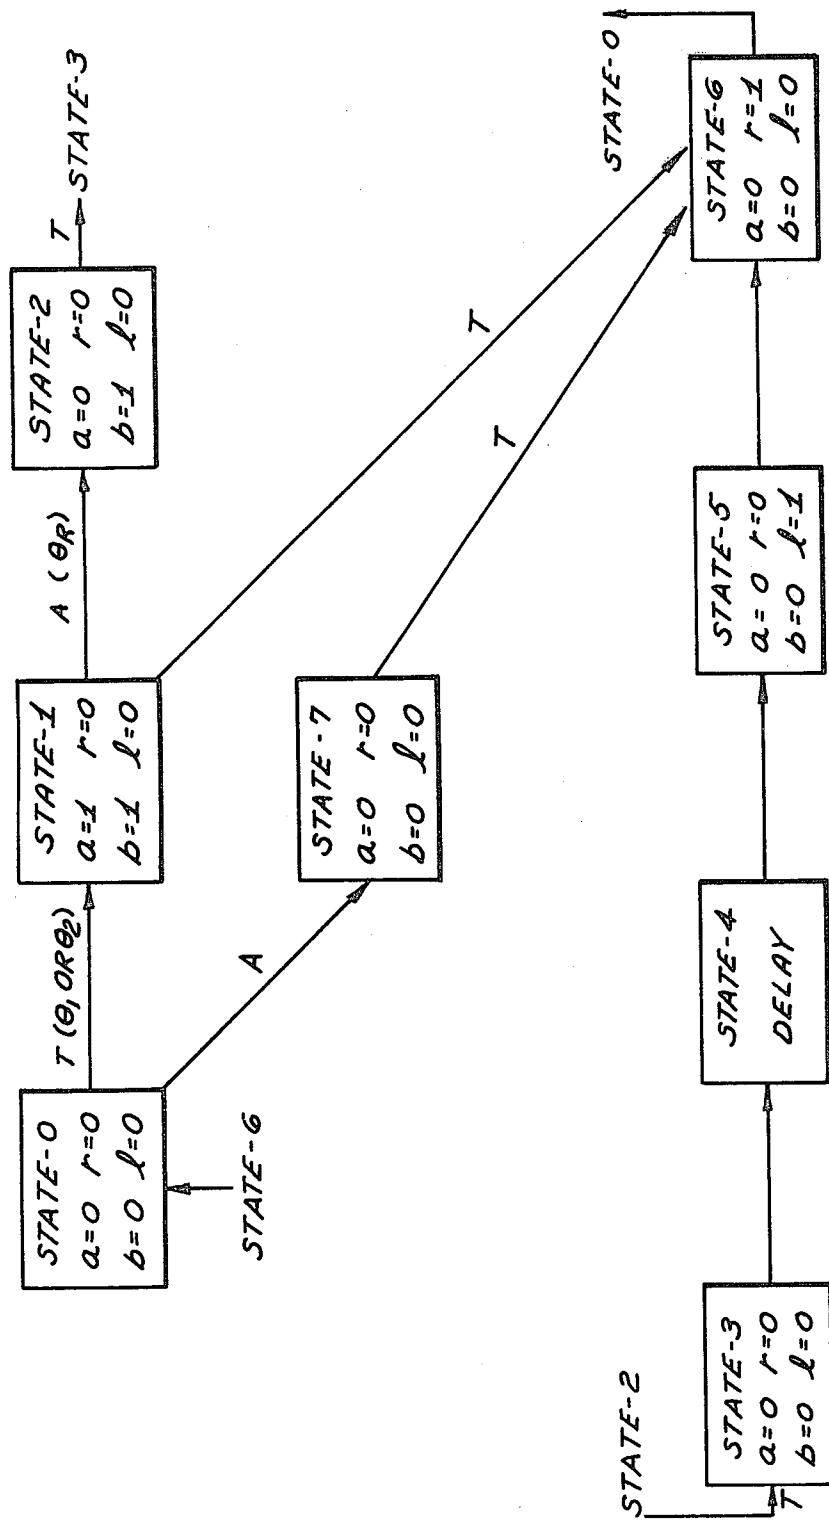 STATE-0
a=0 r=0
b=0 l=0
T (θ₁ OR θ₂)
STATE-1
a=1 r=0
b=1 l=0
A (θR)
STATE-2
a=0 r=0
b=1 l=0
T
STATE-3
STATE-6
A
STATE-7
a=0 r=0
b=0 l=0
T
T
STATE-2
T
STATE-3
a=0 r=0
b=0 l=0
STATE-4
DELAY
STATE-5
a=0 r=0
b=0 l=1
STATE-6
a=0 r=1
b=0 l=0
STATE-0